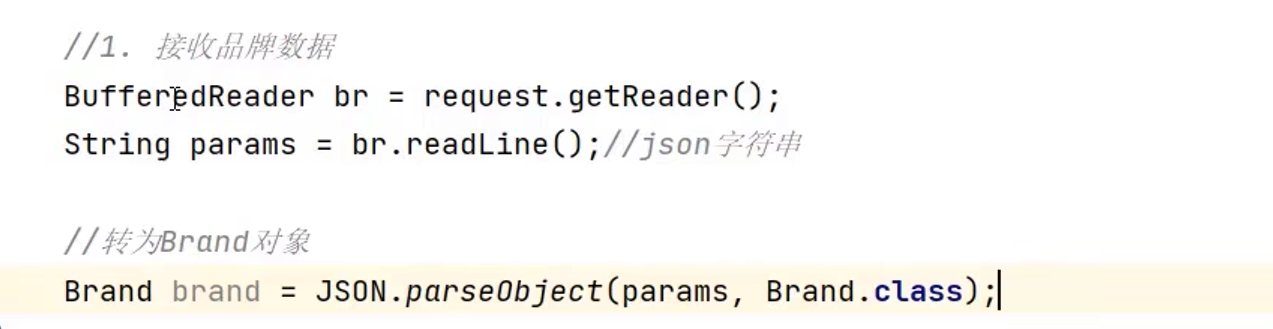 //1. 接收品牌数据
BufferedReader br = request.getReader();
String params = br.readLine();//json字符串
//转为Brand对象
Brand brand = JSON.parseObject(params, Brand.class);